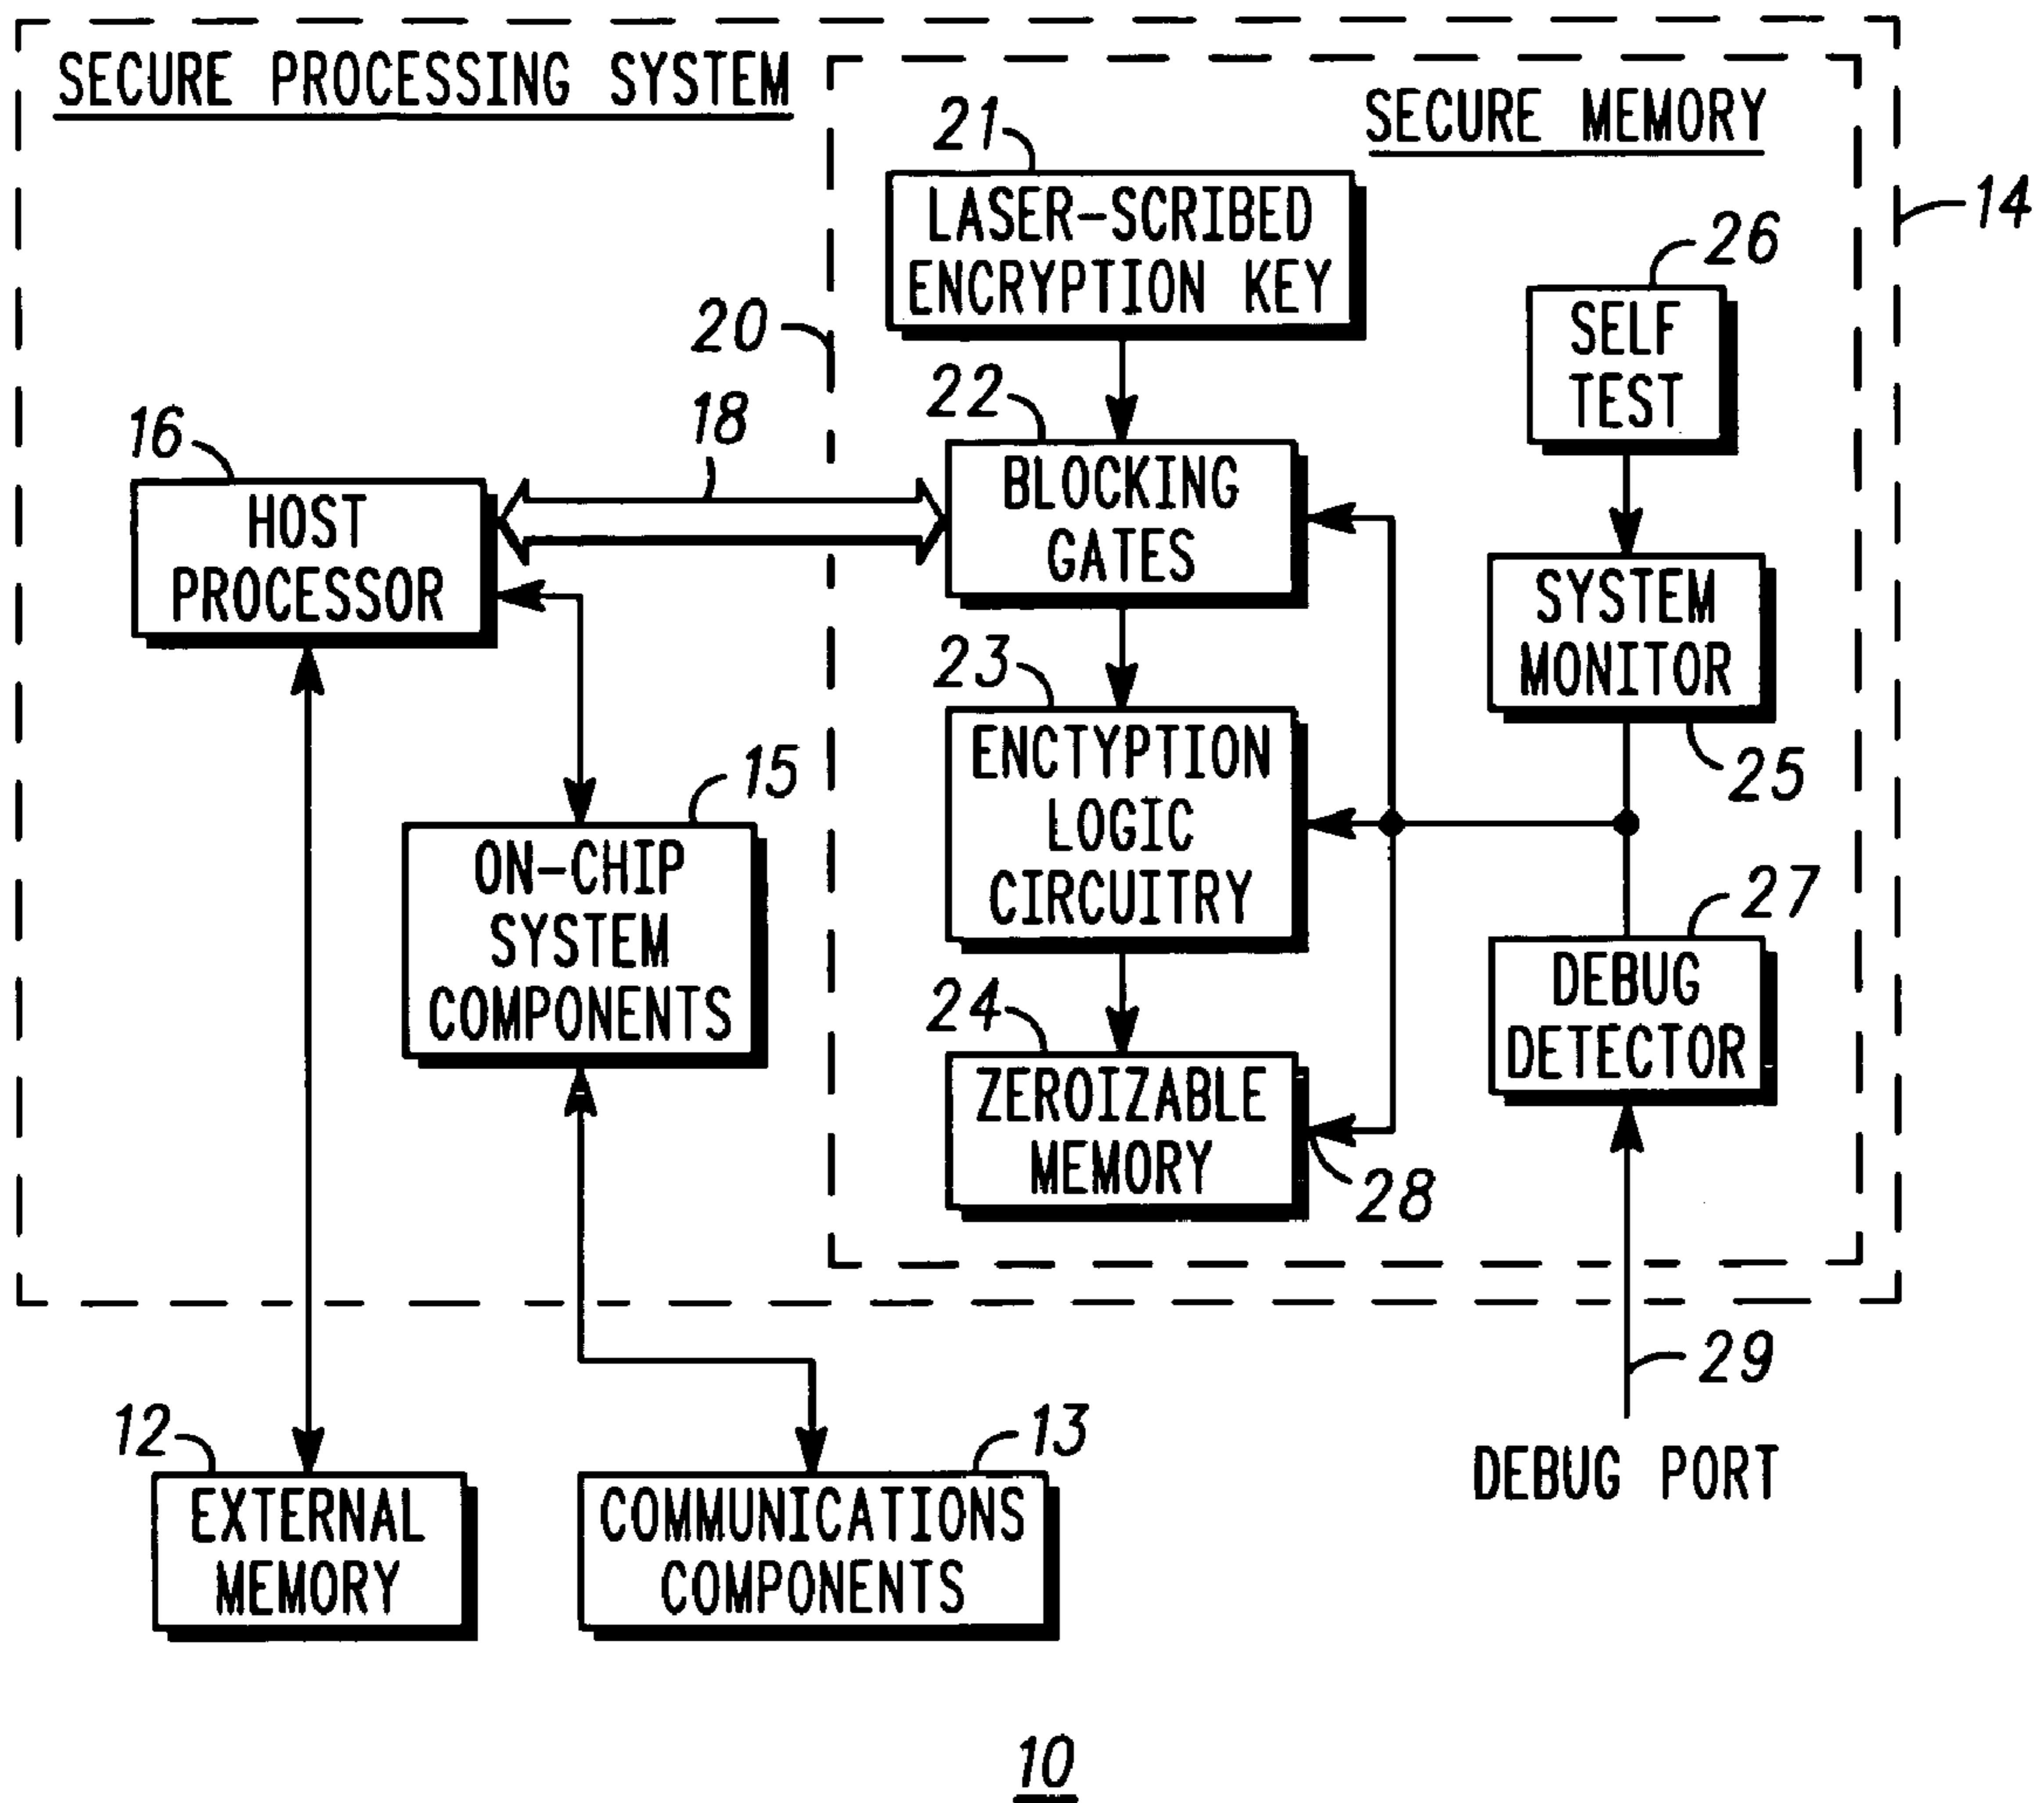 SECURE PROCESSING SYSTEM
SECURE MEMORY
21
LASER-SCRIBED
ENCRYPTION KEY
14
26
SELF
TEST
20
22
BLOCKING
GATES
18
16
HOST
PROCESSOR
SYSTEM
MONITOR
25
23
ENCTYPTION
LOGIC
CIRCUITRY
15
ON-CHIP
SYSTEM
COMPONENTS
27
DEBUG
DETECTOR
24
ZEROIZABLE
MEMORY
28
29
DEBUG PORT
12
EXTERNAL
MEMORY
13
COMMUNICATIONS
COMPONENTS
10